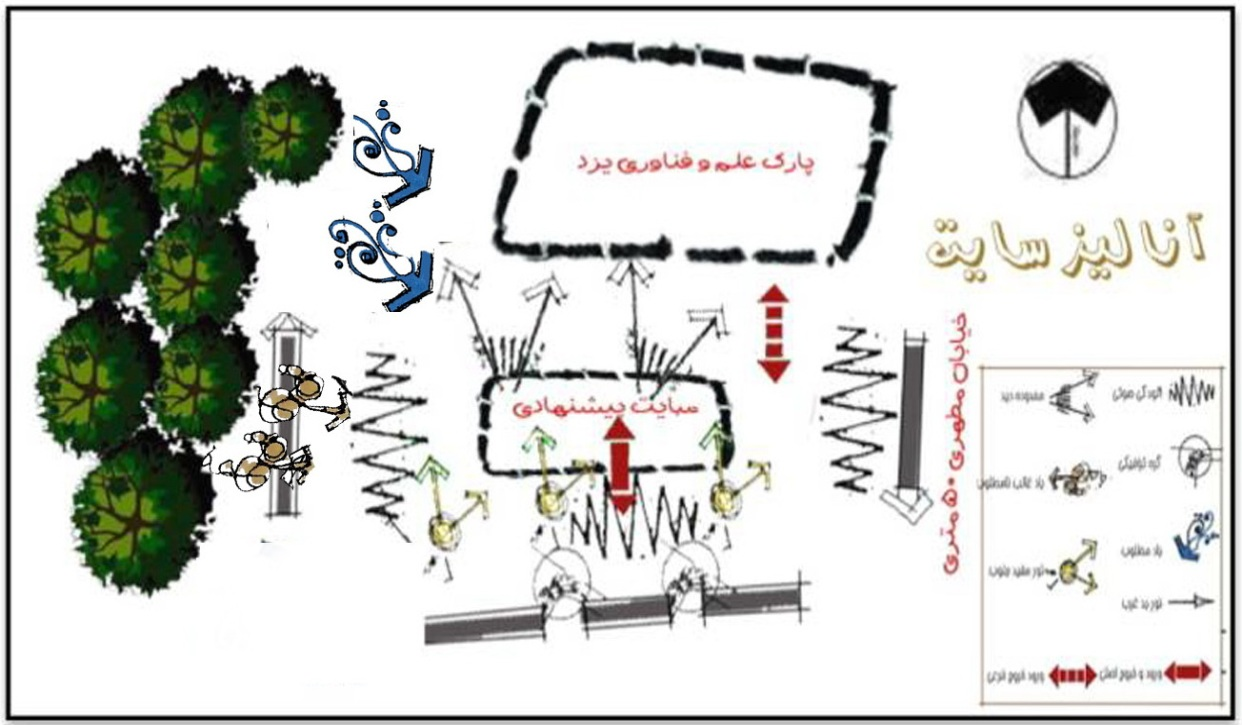 پارک علم و فناوری یزد
آنالیز سایت
خیابان مطهری ۵۰ متری
سایت پیشنهادی
آلودگی صوتی
محدوده دید
گره ترافیکی
باد غالب نامطلوب
باد مطلوب
نور مفید جنوب
نور بد غرب
ورود و خروج اصلی
ورود خروج فرعی